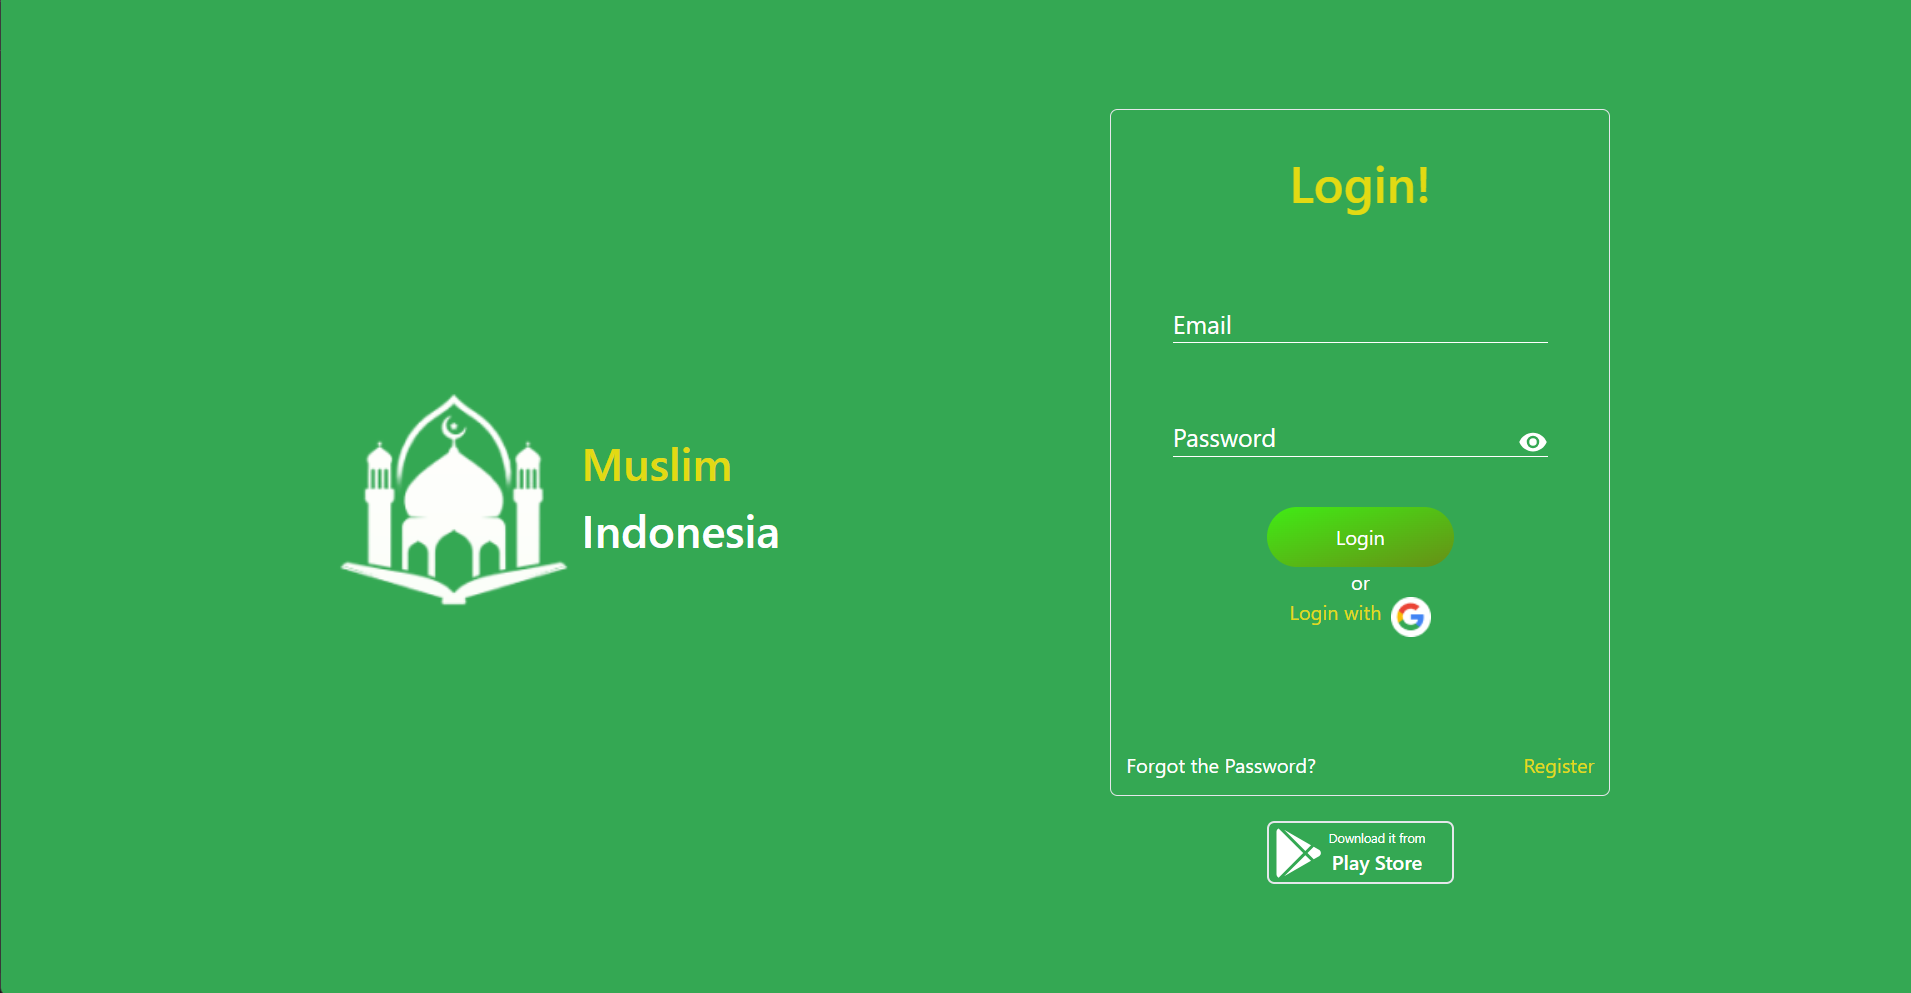 Muslim
Indonesia
Login!
Email
Password
Login
or
Login with
Forgot the Password?
Register
Download it from
Play Store